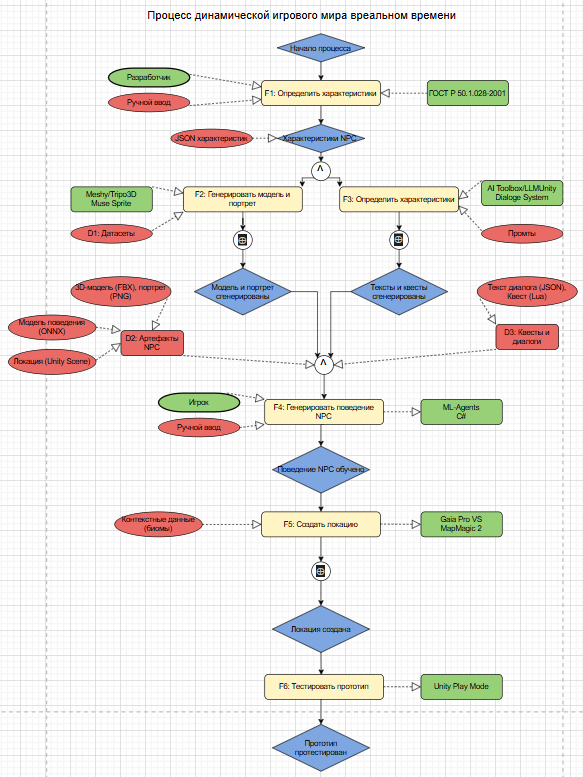 Процесс динамической игрового мира вреальном времени
Начало процесса
Разработчик
Ручной ввод
F1: Определить характеристики
ГОСТ Р 50.1.028-2001
JSON характеристик
Характеристики NPC
Λ
Meshy/Tripo3D
Muse Sprite
F2: Генерировать модель и
портрет
F3: Определить характеристики
AI Toolbox/LLMUnity
Dialoge System
D1: Датасеты
Промты
Модель и портрет
сгенерированы
Тексты и квесты
сгенерированы
3D-модель (FBX), портрет
(PNG)
Текст диалога (JSON),
Квест (Lua)
Модель поведения
(ONNX)
D2: Артефакты
NPC
D3: Квесты и
диалоги
Локация (Unity Scene)
Λ
Игрок
Ручной ввод
F4: Генерировать поведение
NPC
ML-Agents
C#
Поведение NPC обучено
Контекстные данные
(биомы)
F5: Создать локацию
Gaia Pro VS
MapMagic 2
Локация создана
F6: Тестировать прототип
Unity Play Mode
Прототип
протестирован